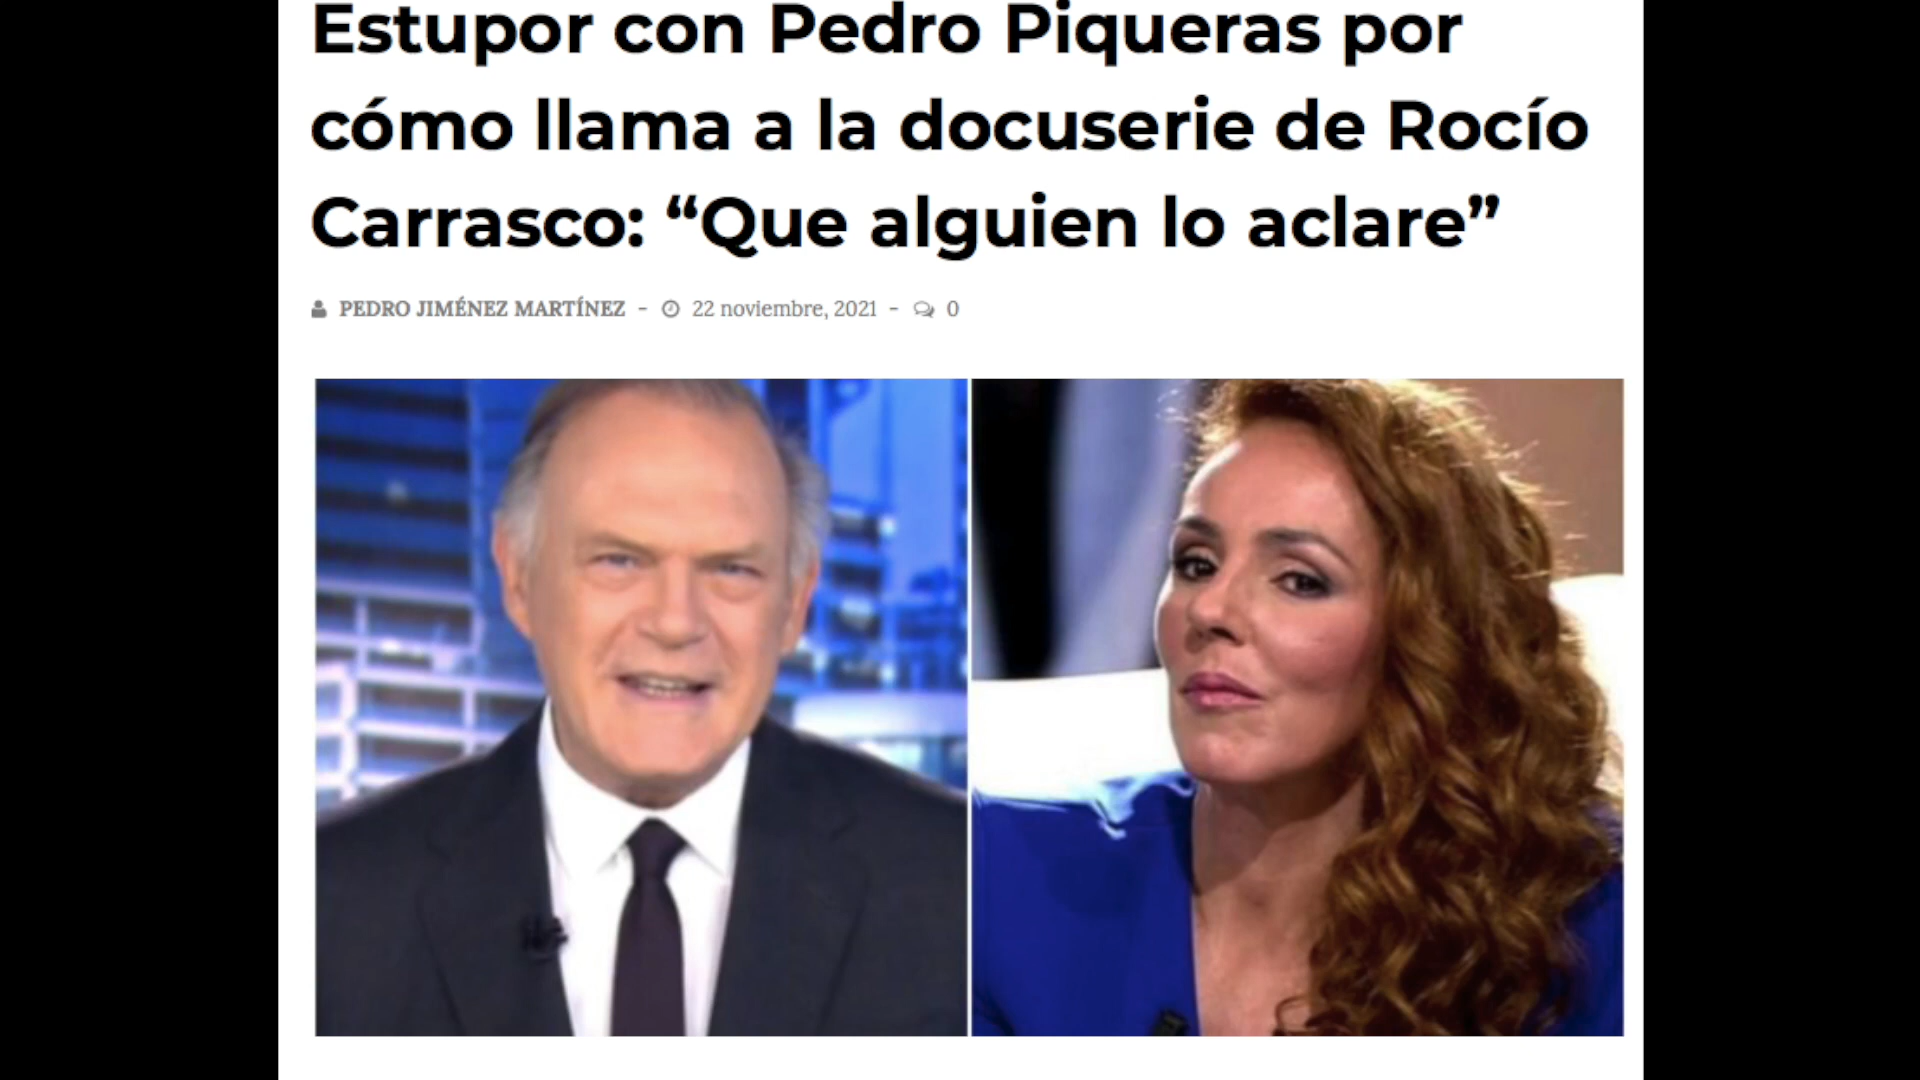 Estupor con Pedro Piqueras por
cómo llama a la docuserie de Rocío
Carrasco: “Que alguien lo aclare”
PEDRO JIMÉNEZ MARTÍNEZ - 22 noviembre, 2021 - 0